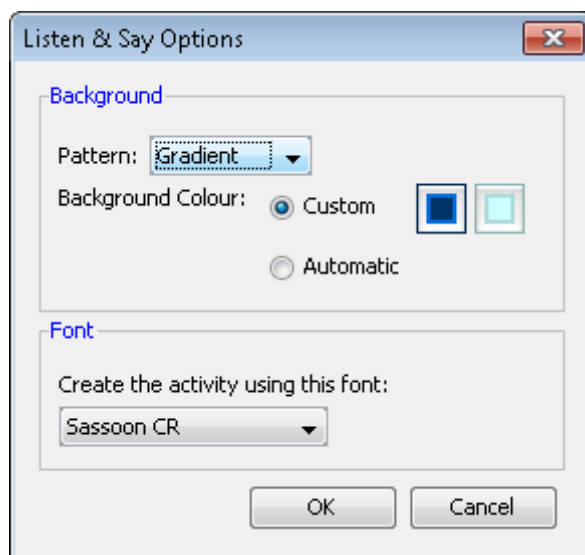 Listen & Say Options
Background
Pattern: Gradient
Background Colour: Custom
Automatic
Font
Create the activity using this font:
Sassoon CR
OK Cancel